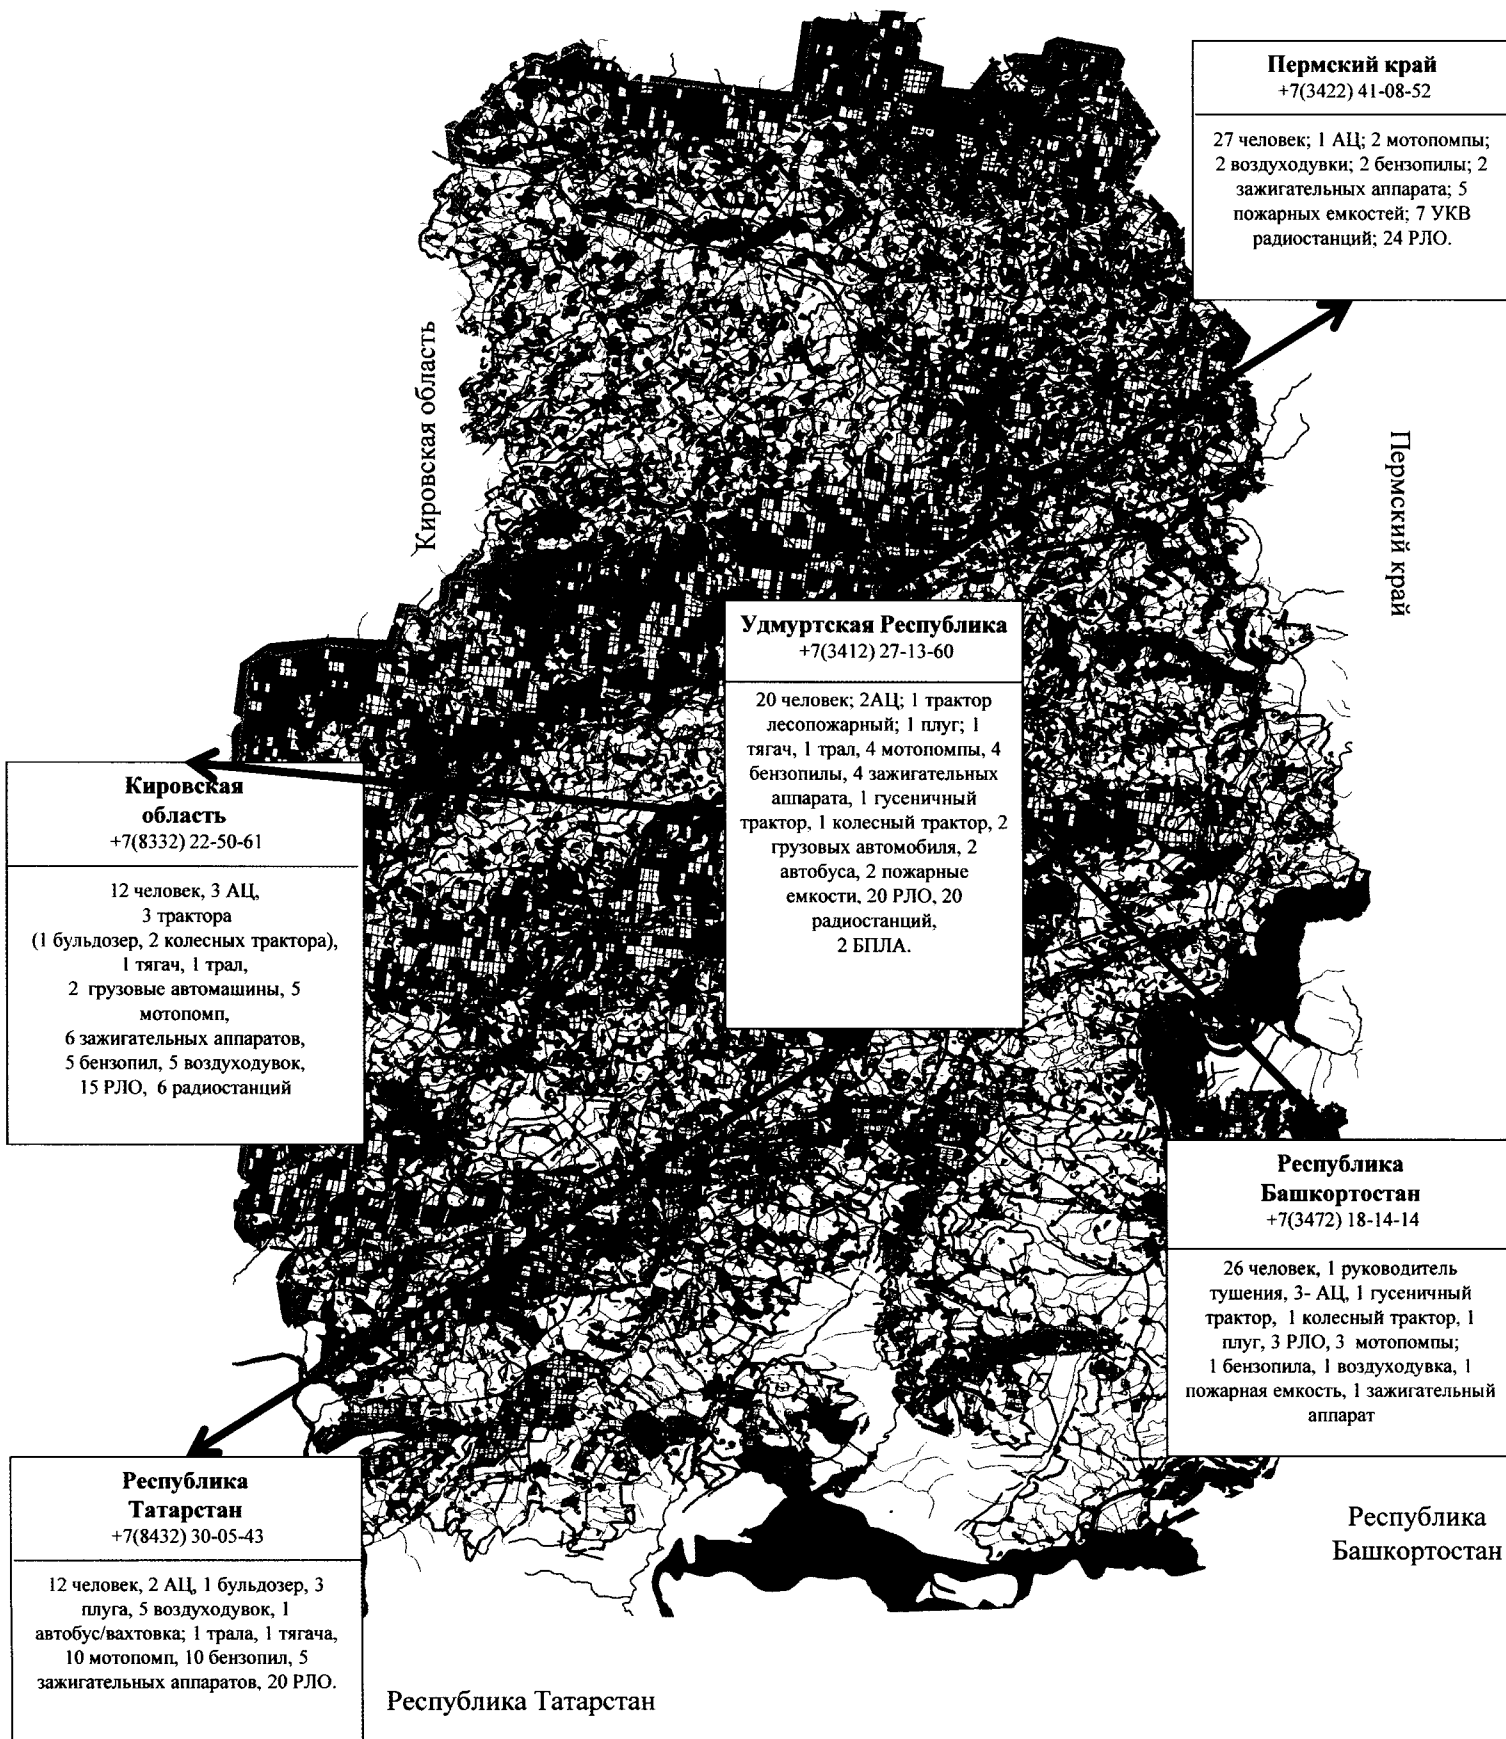 Пермский край
+7(3422) 41-08-52
27 человек; 1 АЦ; 2 мотопомпы;
2 воздуходувки; 2 бензопилы; 2
зажигательных аппарата; 5
пожарных емкостей; 7 УКВ
радиостанций; 24 РЛО.
Кировская область
Пермский край
Удмуртская Республика
+7(3412) 27-13-60
20 человек; 2АЦ; 1 трактор
лесопожарный; 1 плуг; 1
тягач, 1 трал, 4 мотопомпы, 4
бензопилы, 4 зажигательных
аппарата, 1 гусеничный
трактор, 1 колесный трактор, 2
грузовых автомобиля, 2
автобуса, 2 пожарные
емкости, 20 РЛО, 20
радиостанций,
2 БПЛА.
Кировская
область
+7(8332) 22-50-61
12 человек, 3 АЦ,
3 трактора
(1 бульдозер, 2 колесных трактора),
1 тягач, 1 трал,
2 грузовые автомашины, 5
мотопомп,
6 зажигательных аппаратов,
5 бензопил, 5 воздуходувок,
15 РЛО, 6 радиостанций
Республика
Башкортостан
+7(3472) 18-14-14
26 человек, 1 руководитель
тушения, 3- АЦ, 1 гусеничный
трактор, 1 колесный трактор, 1
плуг, 3 РЛО, 3 мотопомпы;
1 бензопила, 1 воздуходувка, 1
пожарная емкость, 1 зажигательный
аппарат
Республика
Татарстан
+7(8432) 30-05-43
12 человек, 2 АЦ, 1 бульдозер, 3
плуга, 5 воздуходувок, 1
автобус/вахтовка; 1 трала, 1 тягача,
10 мотопомп, 10 бензопил, 5
зажигательных аппаратов, 20 РЛО.
Республика
Башкортостан
Республика Татарстан